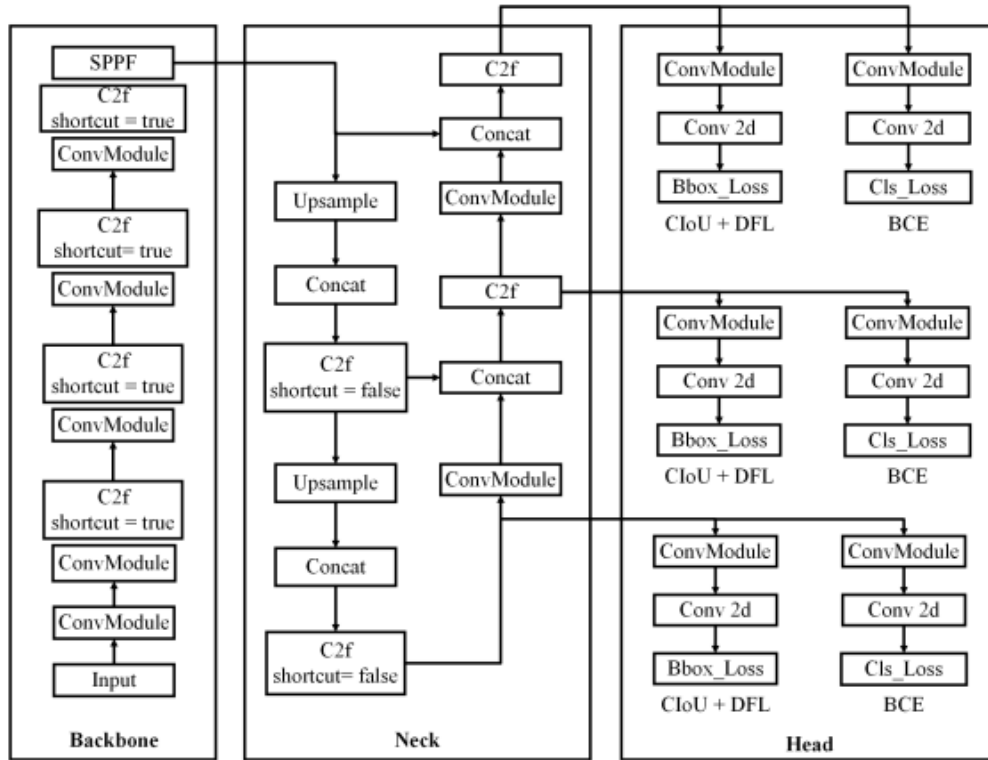 SPPF
C2f
shortcut = true
ConvModule
C2f
shortcut= true
ConvModule
C2f
shortcut = true
ConvModule
C2f
shortcut = true
ConvModule
ConvModule
Input
Backbone
Upsample
Concat
C2f
shortcut = false
Upsample
Concat
C2f
shortcut= false
C2f
Concat
ConvModule
C2f
Concat
ConvModule
Neck
ConvModule
Conv 2d
Bbox_Loss
CIoU + DFL
ConvModule
Conv 2d
Cls_Loss
BCE
ConvModule
Conv 2d
Bbox_Loss
CIoU + DFL
ConvModule
Conv 2d
Cls_Loss
BCE
ConvModule
Conv 2d
Bbox_Loss
CIoU + DFL
ConvModule
Conv 2d
Cls_Loss
BCE
Head